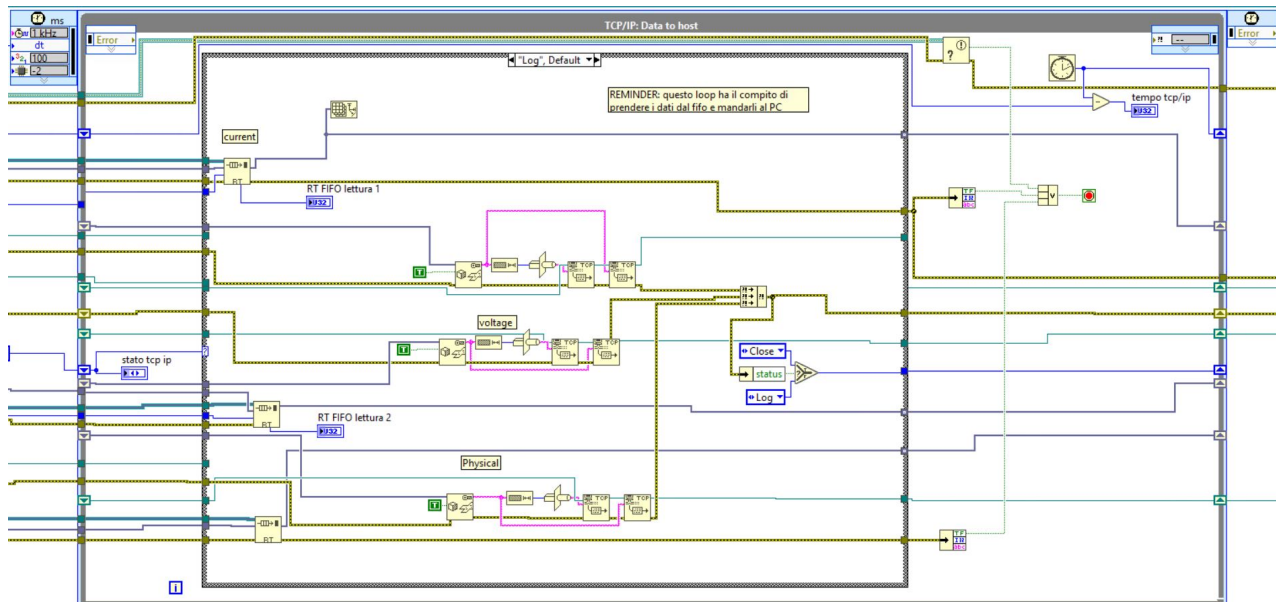 TCP/IP: Data to host
ms
1 kHz
dt
100
-2
Error
"Log", Default
REMINDER: questo loop ha il compito di
prendere i dati dal fifo e mandarli al PC
?!
--
Error
tempo tcp/ip
U32
current
RT
RT FIFO lettura 1
U32
TF
T
TCP
TCP
voltage
T
TCP
TCP
stato tcp ip
Close
status
Log
RT
RT FIFO lettura 2
U32
Physical
T
TCP
TCP
RT
TF
i